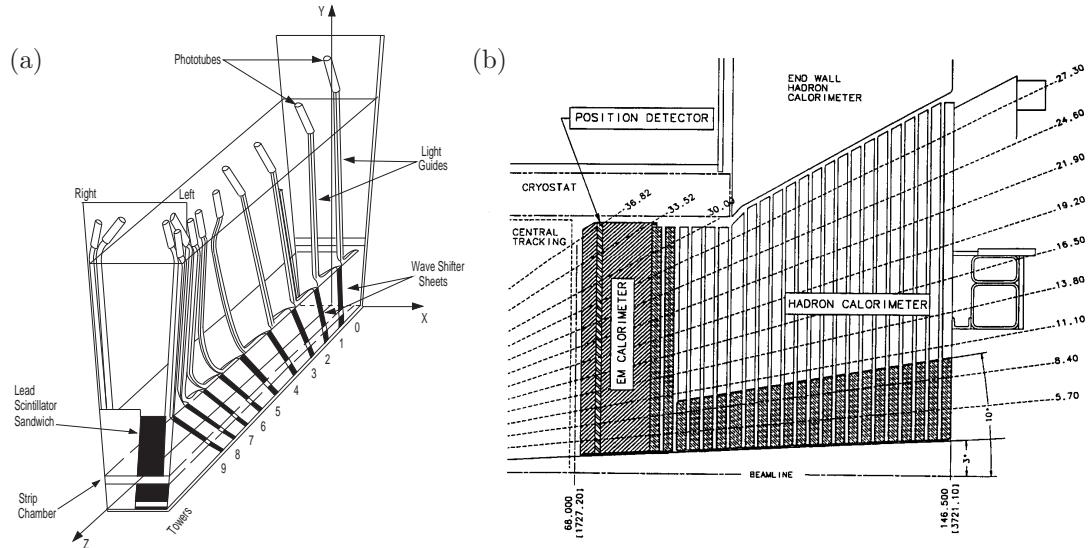 (a)
Y
Phototubes
Light
Guides
Right
Left
Wave Shifter
Sheets
X
0
1
2
3
4
5
6
7
8
9
Lead
Scintillator
Sandwich
Strip
Chamber
Towers
Z
(b)
END WALL
HADRON
CALORIMETER
POSITION DETECTOR
CRYOSTAT
CENTRAL
TRACKING
EM CALORIMETER
HADRON CALORIMETER
BEAMLINE
36.82
33.52
30.00
27.30
24.60
21.90
19.20
16.50
13.80
11.10
8.40
5.70
10°
3°
68.000
[1727.20]
146.500
[3721.10]